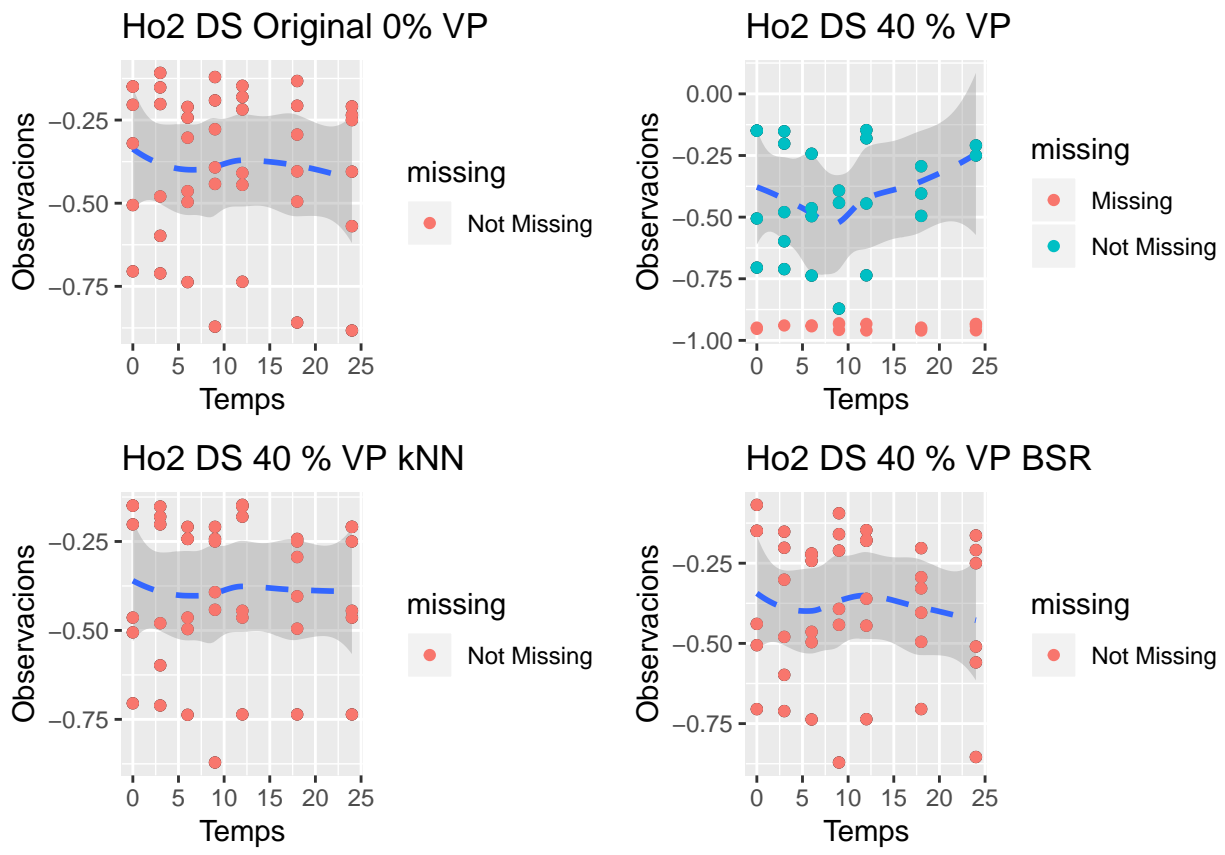 Ho2 DS Original 0% VP
Observacions
−0.25
−0.50
−0.75
0 5 10 15 20 25
Temps
missing
Not Missing
Ho2 DS 40 % VP
Observacions
0.00
−0.25
−0.50
−0.75
−1.00
0 5 10 15 20 25
Temps
missing
Missing
Not Missing
Ho2 DS 40 % VP kNN
Observacions
−0.25
−0.50
−0.75
0 5 10 15 20 25
Temps
missing
Not Missing
Ho2 DS 40 % VP BSR
Observacions
−0.25
−0.50
−0.75
0 5 10 15 20 25
Temps
missing
Not Missing